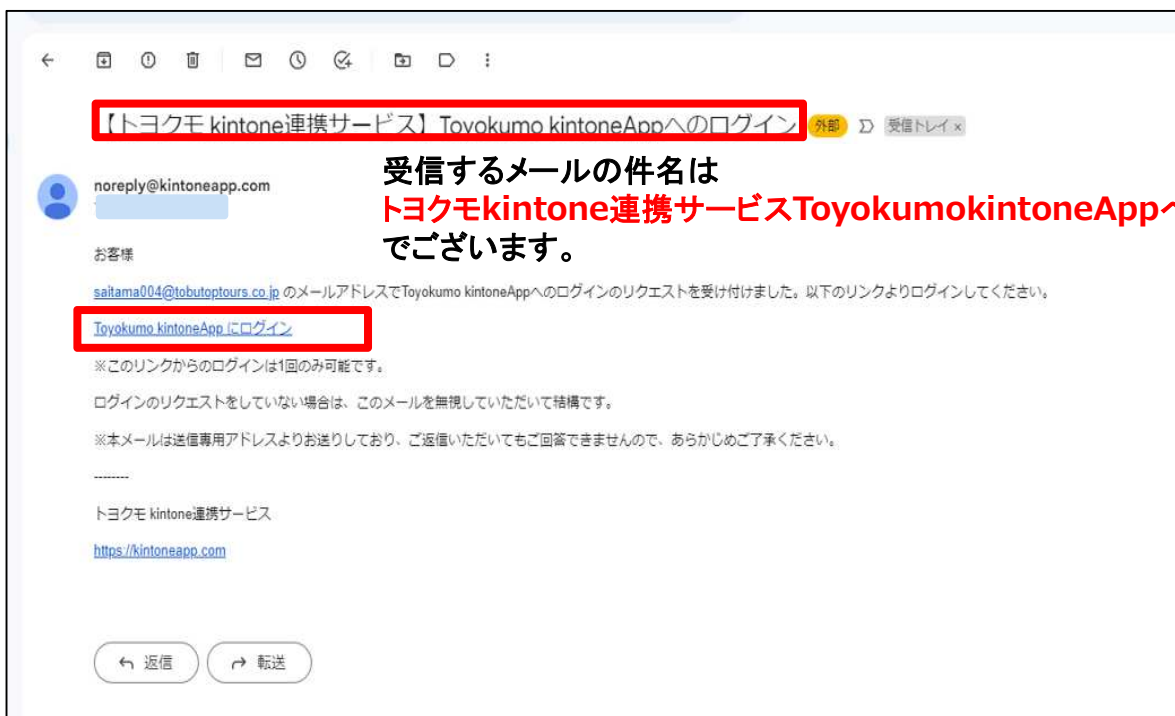 【トヨクモ kintone連携サービス】Toyokumo kintoneAppへのログイン 外部 受信トレイ ×
受信するメールの件名は
トヨクモkintone連携サービスToyokumokintoneAppへ
でございます。
noreply@kintoneapp.com
お客様
saitama004@tobutoptours.co.jp のメールアドレスでToyokumo kintoneAppへのログインのリクエストを受け付けました。以下のリンクよりログインしてください。
Toyokumo kintoneApp にログイン
※このリンクからのログインは1回のみ可能です。
ログインのリクエストをしていない場合は、このメールを無視していただいて結構です。
※本メールは送信専用アドレスよりお送りしており、ご返信いただいてもご回答できませんので、あらかじめご了承ください。
--------
トヨクモ kintone連携サービス
https://kintoneapp.com
返信 転送